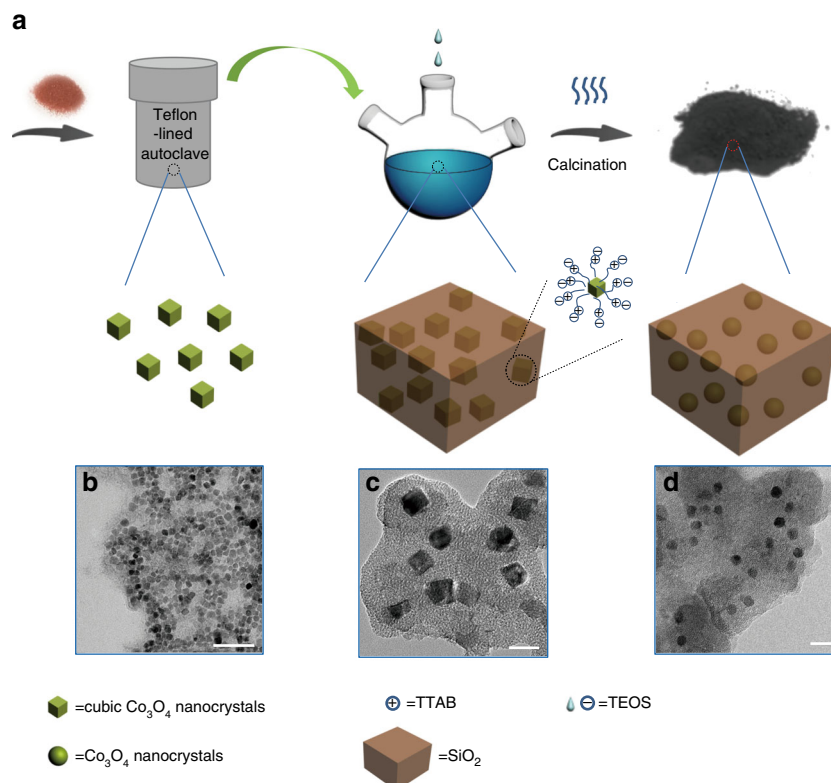 a
Teflon
-lined
autoclave
Calcination
b
c
d
=cubic Co₃O₄ nanocrystals
=TTAB
=TEOS
=Co₃O₄ nanocrystals
=SiO₂